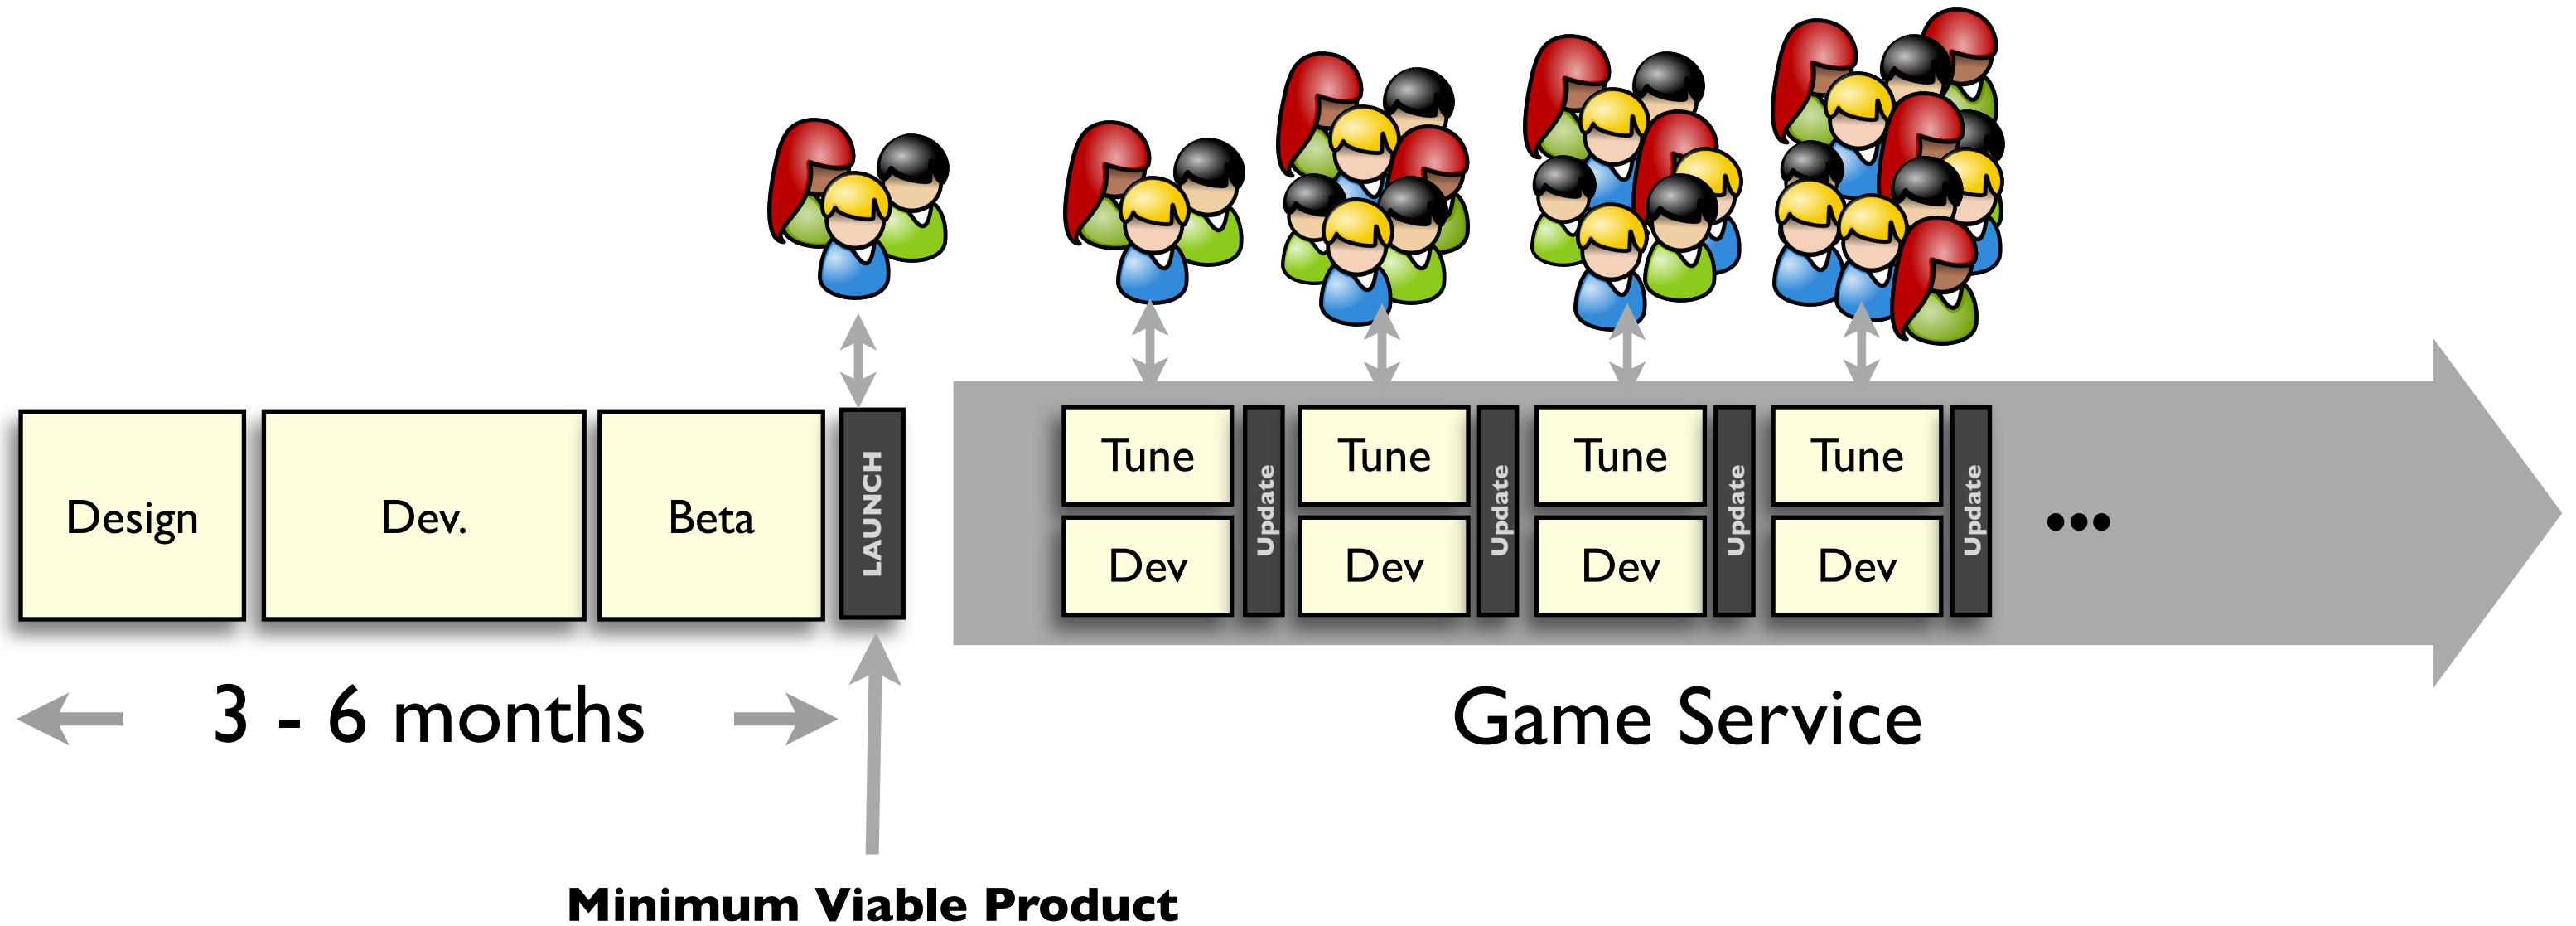 Design
Dev.
Beta
LAUNCH
Tune
Dev
Update
Tune
Dev
Update
Tune
Dev
Update
Tune
Dev
Update
...
3 - 6 months
Game Service
Minimum Viable Product